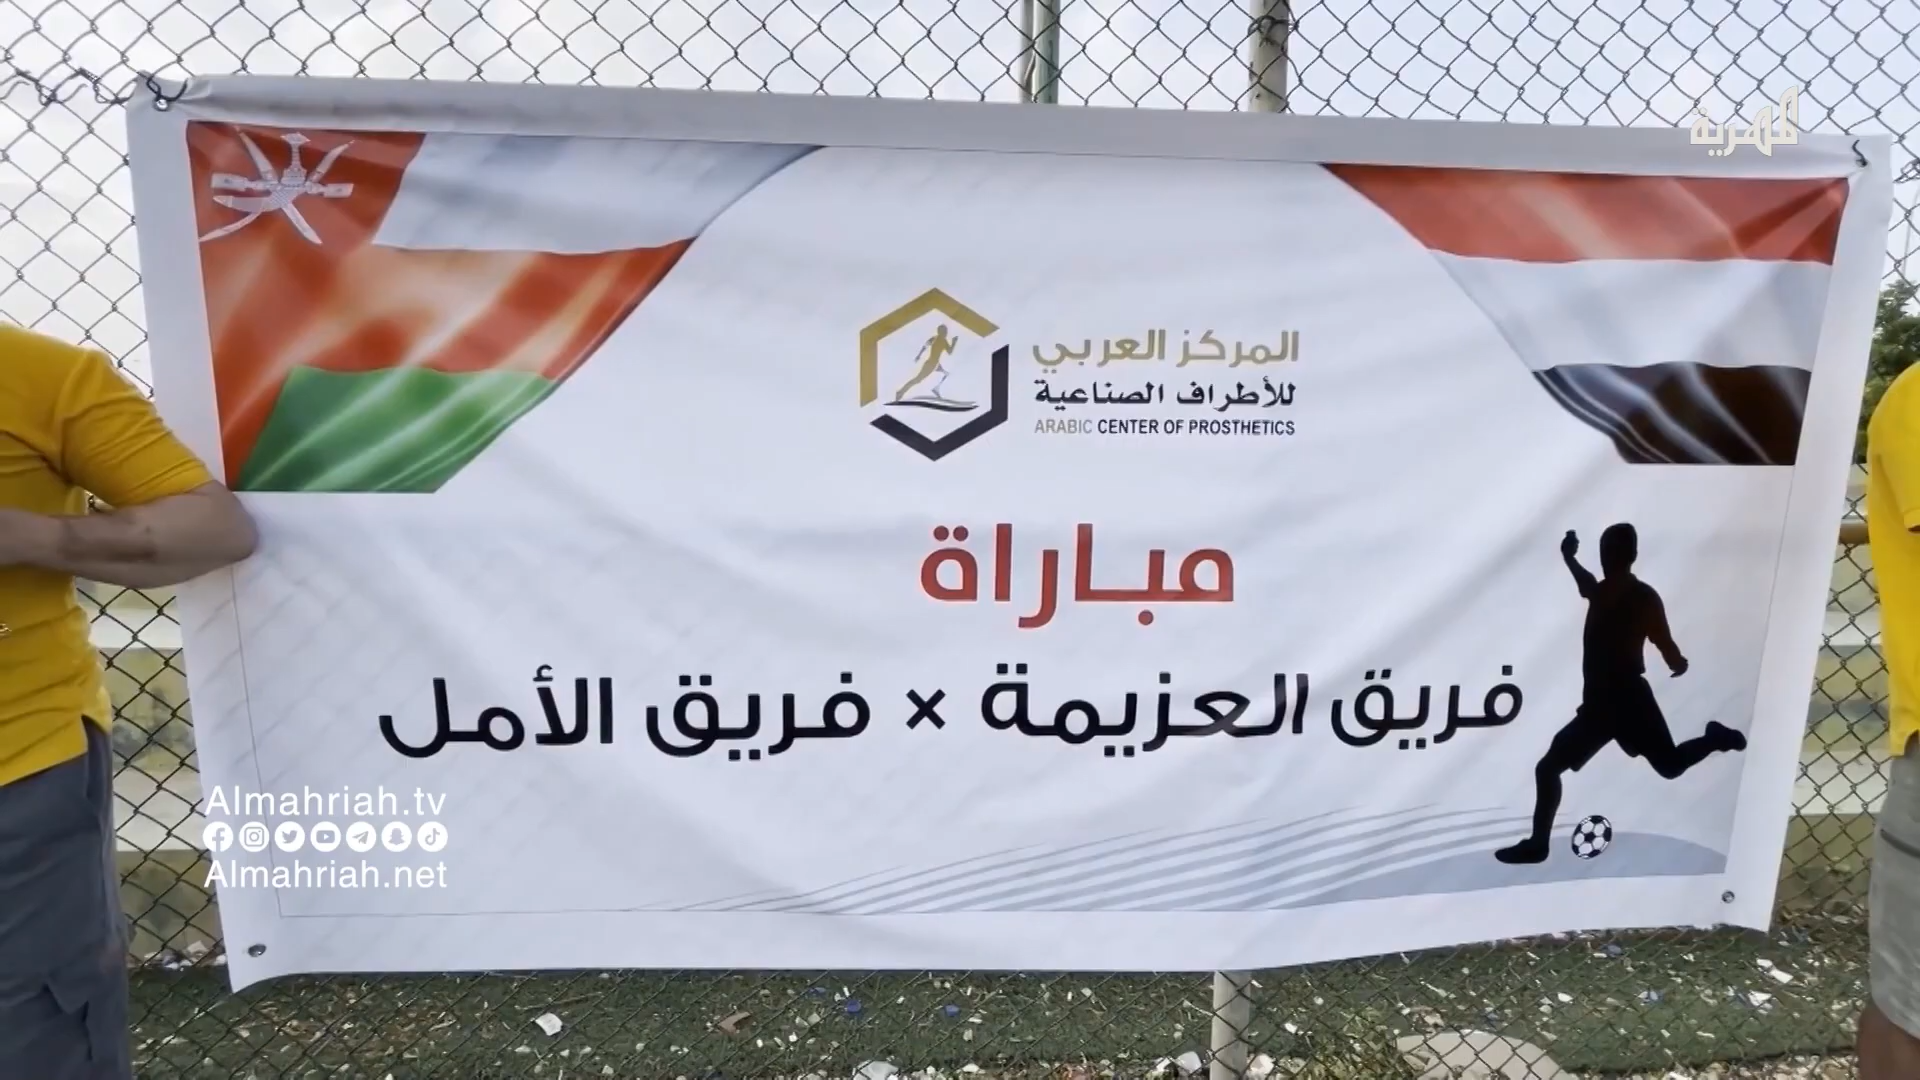 المهرية
المركز العربي
للأطراف الصناعية
ARABIC CENTER OF PROSTHETICS
مباراة
فريق العزيمة × فريق الأمل
Almahriah.tv
Almahriah.net